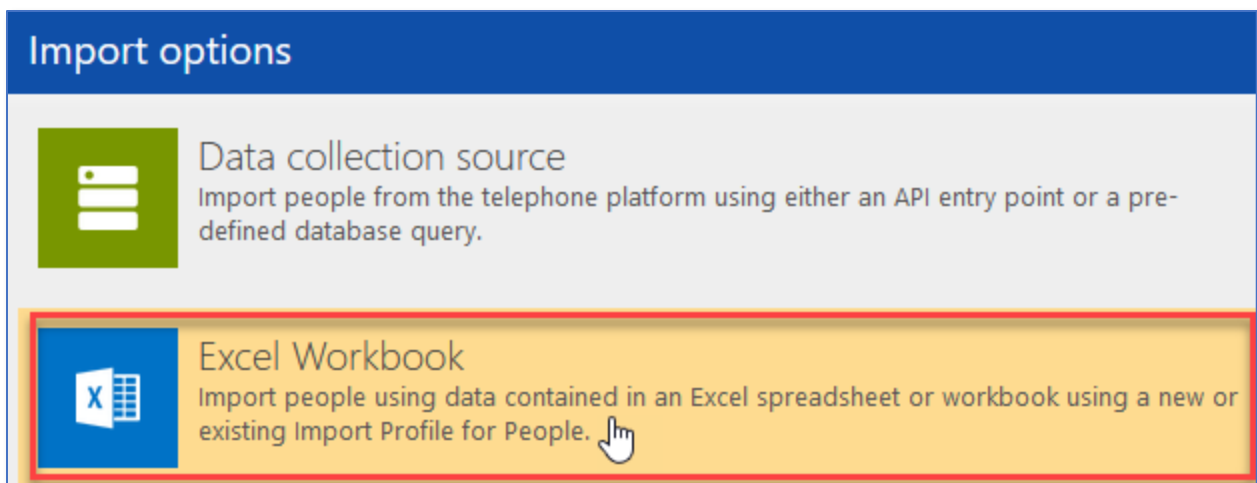 Import options
Data collection source
Import people from the telephone platform using either an API entry point or a pre-
defined database query.
Excel Workbook
Import people using data contained in an Excel spreadsheet or workbook using a new or
existing Import Profile for People.